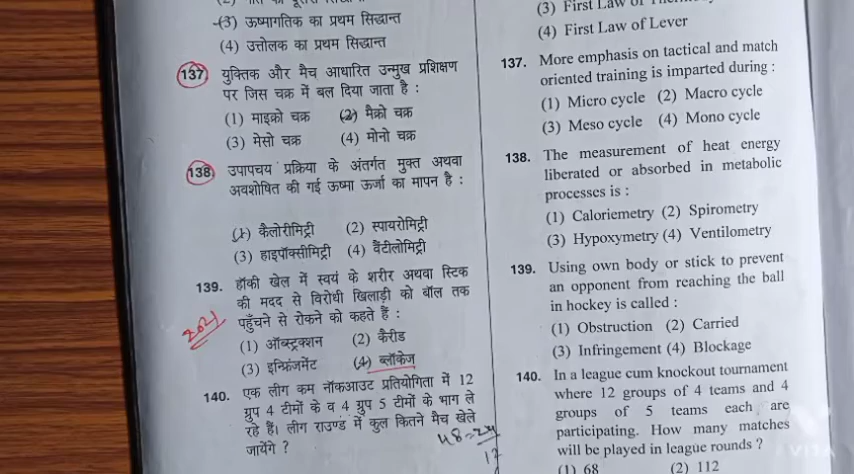 (3) ऊष्मागतिक का प्रथम सिद्धान्त
(4) उत्तोलक का प्रथम सिद्धान्त
137. युक्तिक और मैच आधारित उन्मुख प्रशिक्षण
पर जिस चक्र में बल दिया जाता है :
(1) माइक्रो चक्र (2) मैक्रो चक्र
(3) मेसो चक्र (4) मोनो चक्र
138. उपापचय प्रक्रिया के अंतर्गत मुक्त अथवा
अवशोषित की गई ऊष्मा ऊर्जा का मापन है :
(1) कैलोरीमिट्री (2) स्पायरोमिट्री
(3) हाइपॉक्सीमिट्री (4) वैंटीलोमिट्री
139. हॉकी खेल में स्वयं के शरीर अथवा स्टिक
की मदद से विरोधी खिलाड़ी को बॉल तक
पहुँचने से रोकने को कहते हैं :
2021
(1) ऑब्स्ट्रक्शन (2) कैरीड
(3) इन्फ्रिंजमेंट (4) ब्लॉकेज
140. एक लीग कम नॉकआउट प्रतियोगिता में 12
ग्रुप 4 टीमों के व 4 ग्रुप 5 टीमों के भाग ले
रहे हैं। लीग राउण्ड में कुल कितने मैच खेले
जायेंगे ?
48 = 24
12
(3) First Law of
(4) First Law of Lever
137. More emphasis on tactical and match
oriented training is imparted during :
(1) Micro cycle (2) Macro cycle
(3) Meso cycle (4) Mono cycle
138. The measurement of heat energy
liberated or absorbed in metabolic
processes is :
(1) Caloriemetry (2) Spirometry
(3) Hypoxymetry (4) Ventilometry
139. Using own body or stick to prevent
an opponent from reaching the ball
in hockey is called :
(1) Obstruction (2) Carried
(3) Infringement (4) Blockage
140. In a league cum knockout tournament
where 12 groups of 4 teams and 4
groups of 5 teams each are
participating. How many matches
will be played in league rounds ?
(1) 68 (2) 112
VITA